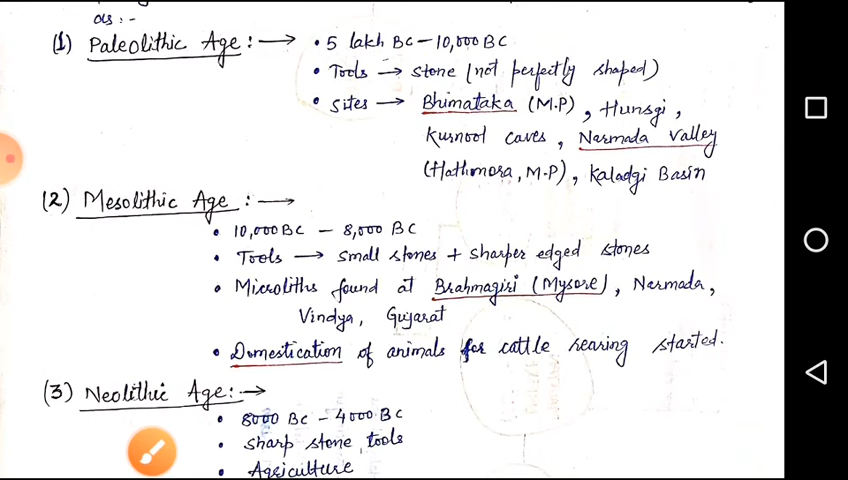 as :-
(1) Paleolithic Age : → • 5 lakh BC - 10,000 BC
• Tools → stone (not perfectly shaped)
• Sites → Bhimataka (M.P) , Hunsgi ,
Kurnool caves , Narmada Valley
(Hathnora, M.P) , Kaladgi Basin
(2) Mesolithic Age : →
• 10,000 BC - 8,000 BC
• Tools → small stones + sharper edged stones
• Microliths found at Brahmagiri (Mysore) , Narmada ,
Vindya , Gujarat
• Domestication of animals for cattle rearing started.
(3) Neolithic Age :- →
• 8000 BC - 4000 BC
• sharp stone tools
• Agriculture